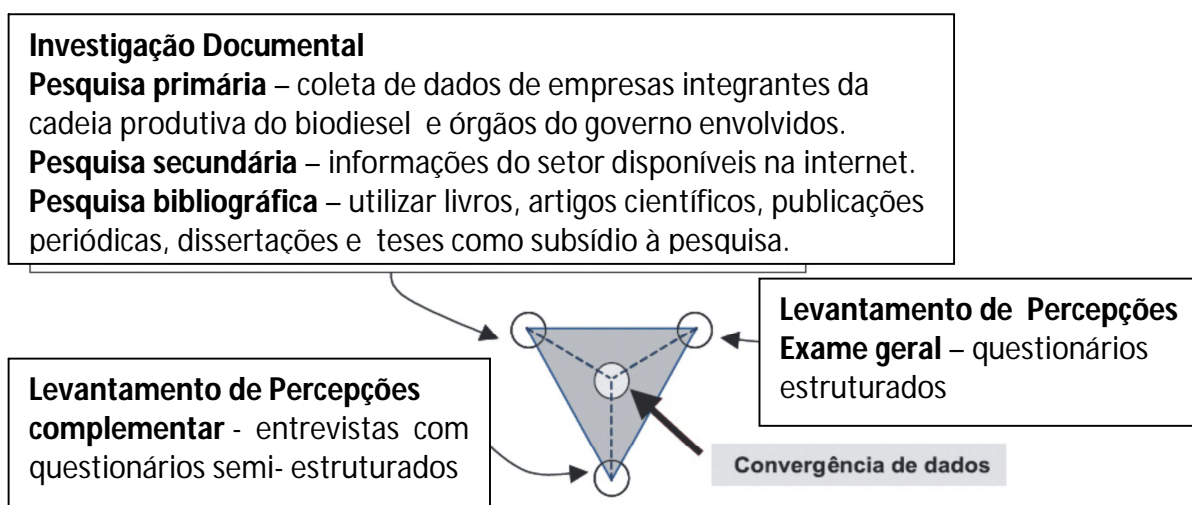 Investigação Documental
Pesquisa primária – coleta de dados de empresas integrantes da
cadeia produtiva do biodiesel e órgãos do governo envolvidos.
Pesquisa secundária – informações do setor disponíveis na internet.
Pesquisa bibliográfica – utilizar livros, artigos científicos, publicações
periódicas, dissertações e teses como subsídio à pesquisa.
Levantamento de Percepções
Exame geral – questionários
estruturados
Levantamento de Percepções
complementar - entrevistas com
questionários semi- estruturados
Convergência de dados